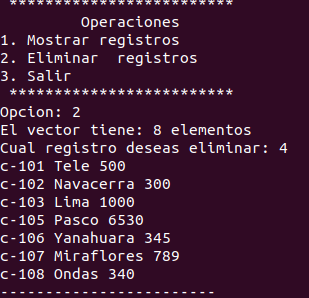 *************************
Operaciones
1. Mostrar registros
2. Eliminar  registros
3. Salir
*************************
Opcion: 2
El vector tiene: 8 elementos
Cual registro deseas eliminar: 4
c-101 Tele 500
c-102 Navacerra 300
c-103 Lima 1000
c-105 Pasco 6530
c-106 Yanahuara 345
c-107 Miraflores 789
c-108 Ondas 340
------------------------